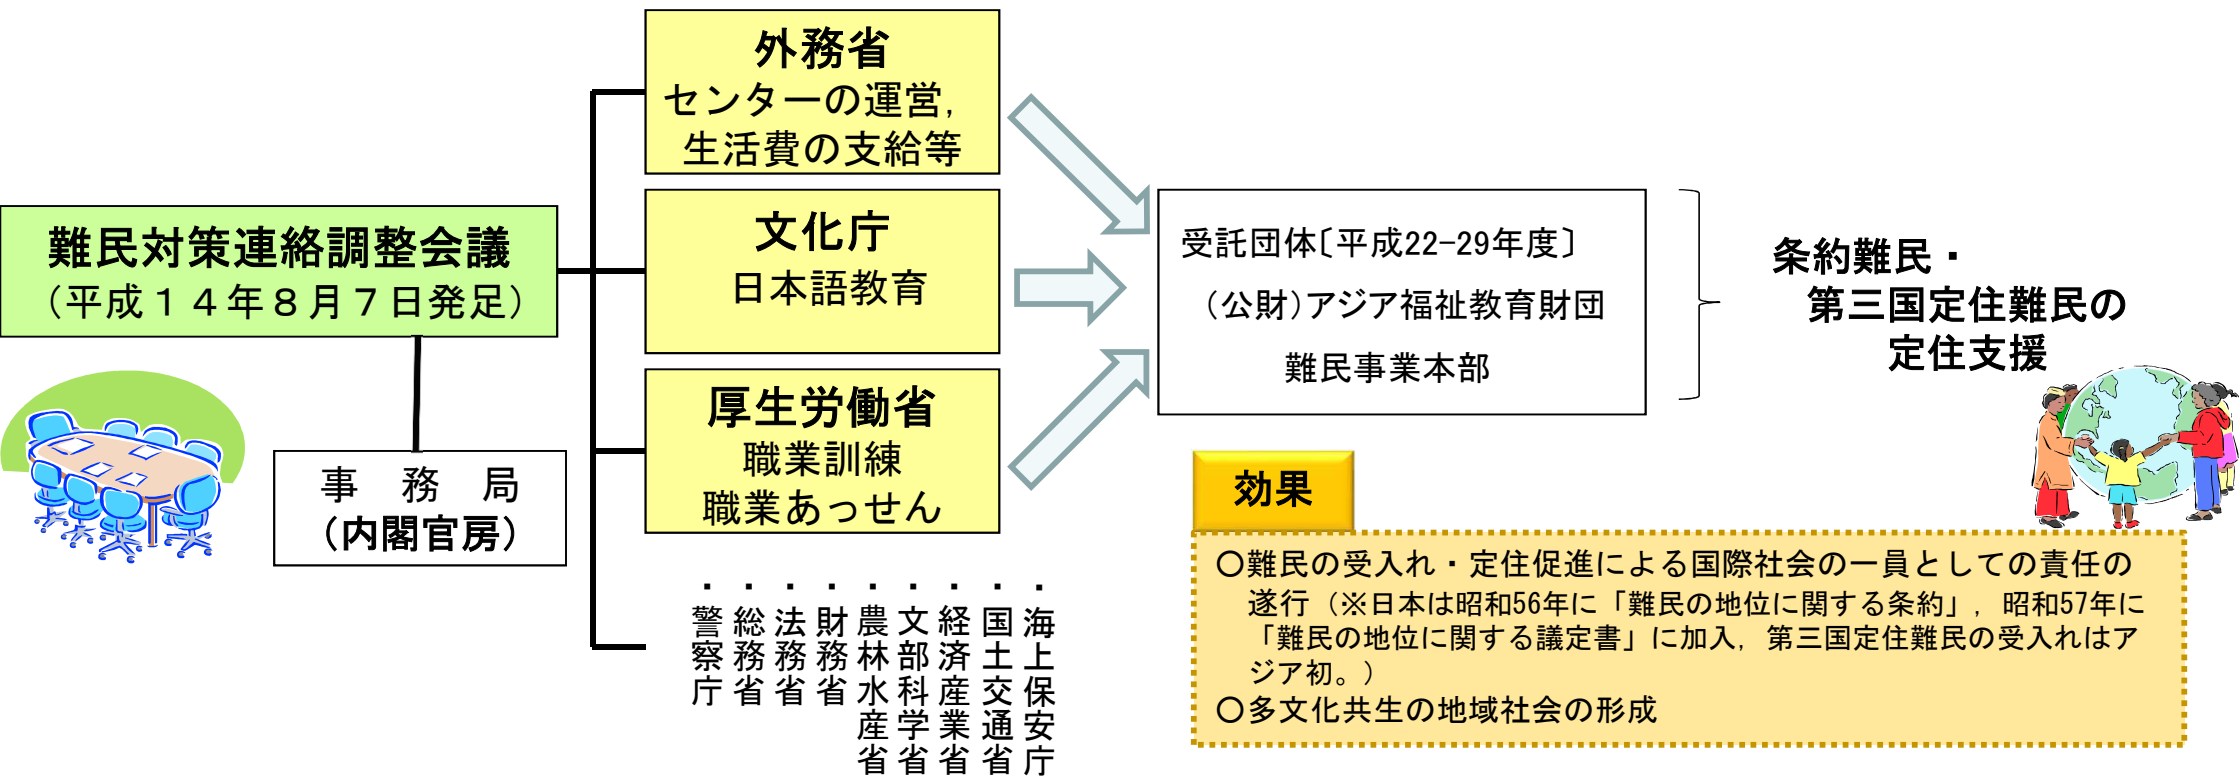 外務省
センターの運営,
生活費の支給等
文化庁
日本語教育
厚生労働省
職業訓練
職業あっせん
難民対策連絡調整会議
（平成１４年８月７日発足）
事　務　局
（内閣官房）
・警察庁
・総務省
・法務省
・財務省
・農林水産省
・文部科学省
・経済産業省
・国土交通省
・海上保安庁
受託団体〔平成22-29年度〕
（公財）アジア福祉教育財団
難民事業本部
条約難民・
第三国定住難民の
定住支援
効果
○難民の受入れ・定住促進による国際社会の一員としての責任の
遂行（※日本は昭和56年に「難民の地位に関する条約」, 昭和57年に
「難民の地位に関する議定書」に加入, 第三国定住難民の受入れはア
ジア初。）
○多文化共生の地域社会の形成